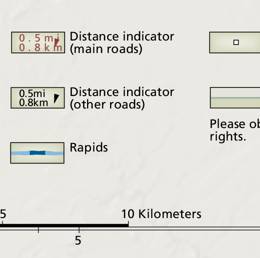 0.5 mi
0.8 km
Distance indicator
(main roads)
0.5mi
0.8km
Distance indicator
(other roads)
Please ob
rights.
Rapids
5
10 Kilometers
5